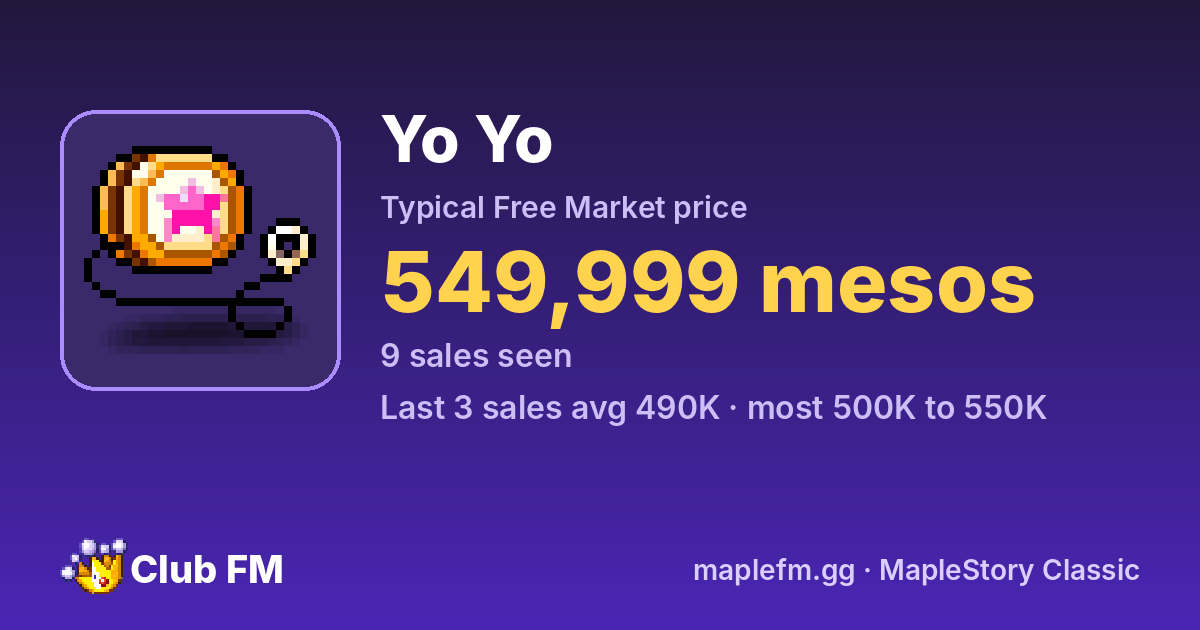 Yo Yo
Typical Free Market price
549,999 mesos
9 sales seen
Last 3 sales avg 490K · most 500K to 550K
Club FM
maplefm.gg · MapleStory Classic